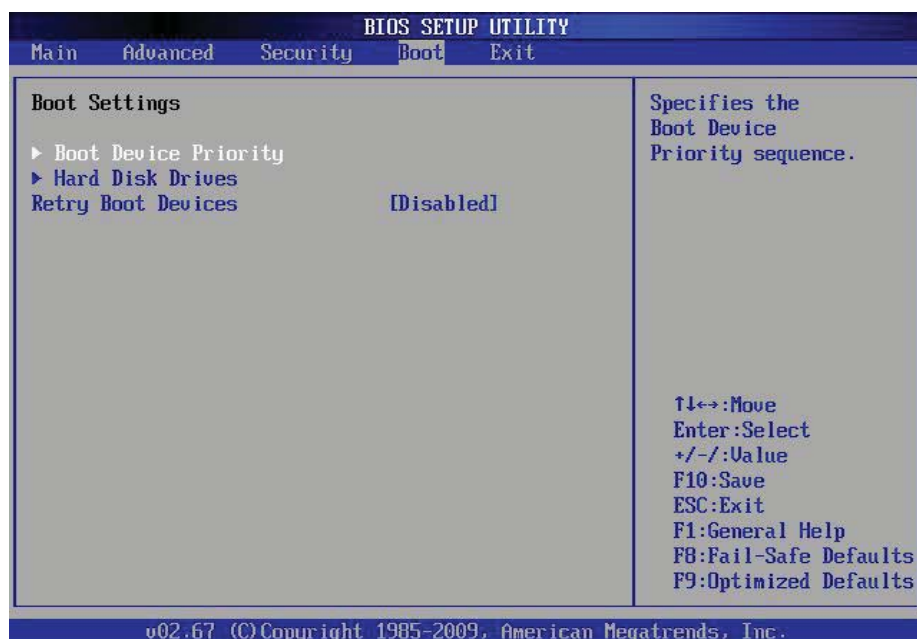 BIOS SETUP UTILITY
Main Advanced Security Boot Exit
Boot Settings
▶ Boot Device Priority
▶ Hard Disk Drives
Retry Boot Devices [Disabled]
Specifies the
Boot Device
Priority sequence.
↑↓←→:Move
Enter:Select
+/-/:Value
F10:Save
ESC:Exit
F1:General Help
F8:Fail-Safe Defaults
F9:Optimized Defaults
v02.67 (C)Copyright 1985-2009, American Megatrends, Inc.